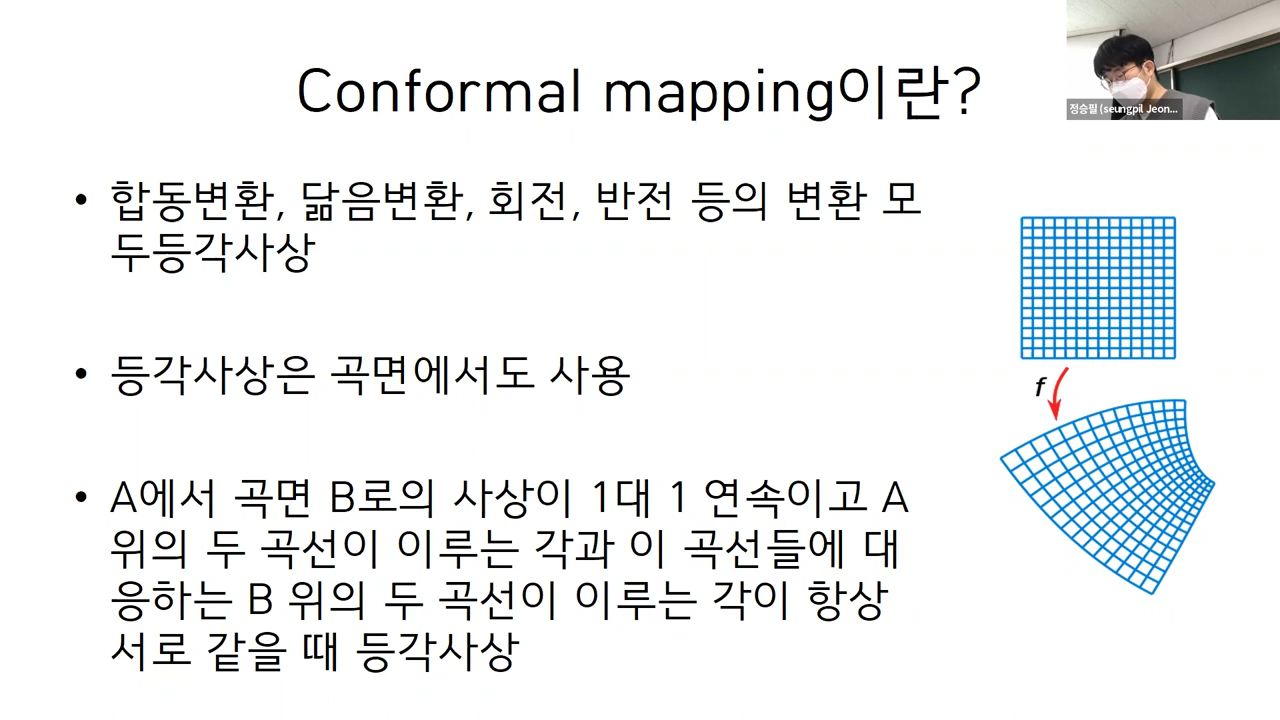 Conformal mapping이란?
정승필 (seungpil Jeon...
• 합동변환, 닮음변환, 회전, 반전 등의 변환 모
두등각사상
• 등각사상은 곡면에서도 사용
f
• A에서 곡면 B로의 사상이 1대 1 연속이고 A
위의 두 곡선이 이루는 각과 이 곡선들에 대
응하는 B 위의 두 곡선이 이루는 각이 항상
서로 같을 때 등각사상